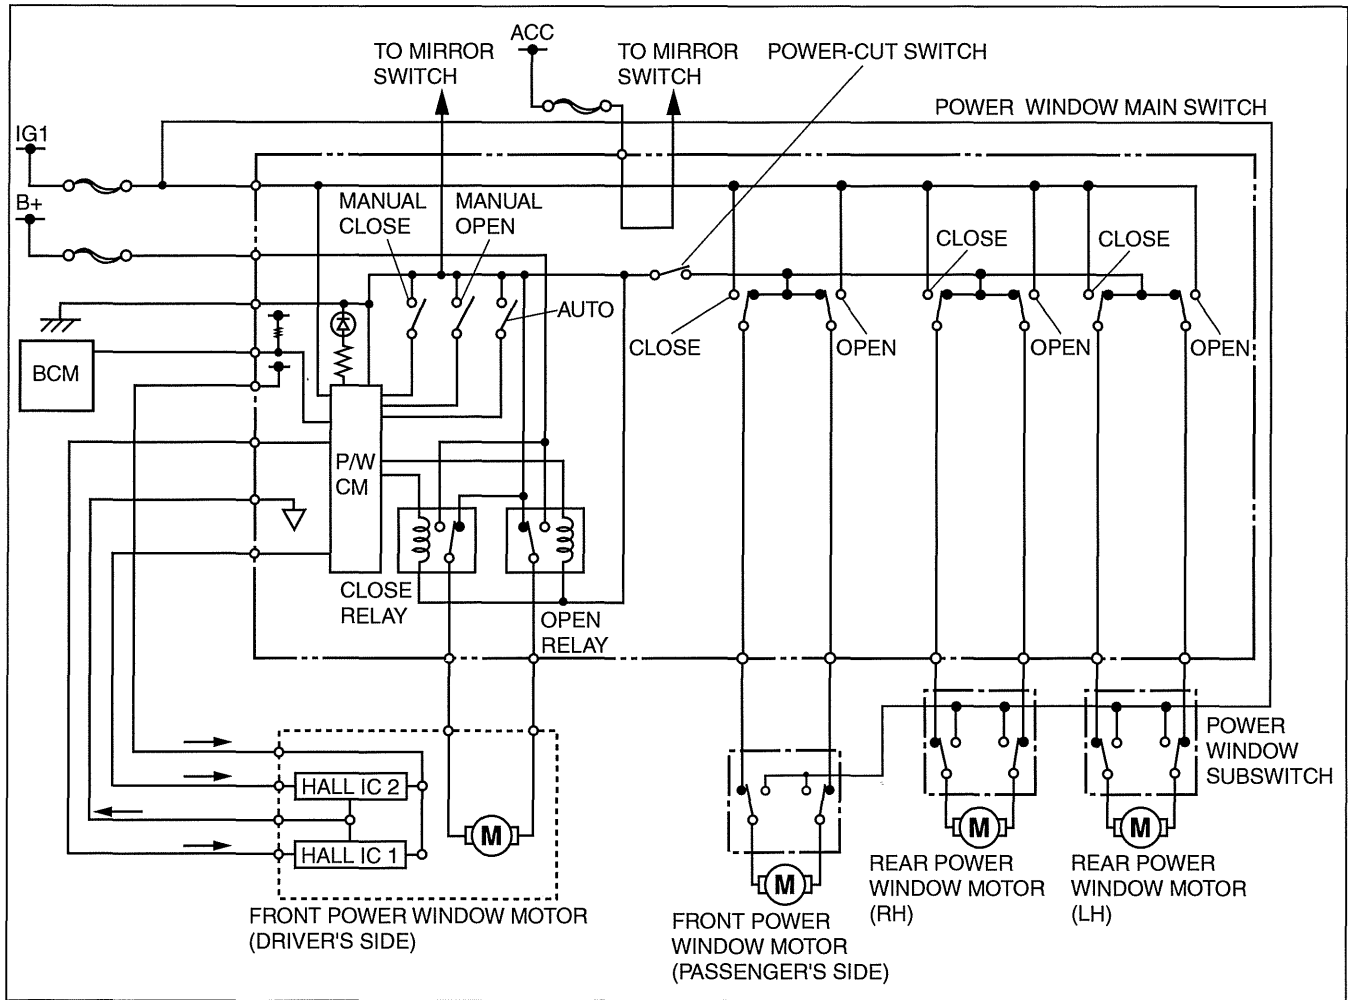 ACC
TO MIRROR
SWITCH
TO MIRROR
SWITCH
POWER-CUT SWITCH
POWER WINDOW MAIN SWITCH
IG1
B+
MANUAL
CLOSE
MANUAL
OPEN
AUTO
CLOSE
CLOSE
CLOSE
OPEN
OPEN
OPEN
BCM
P/W
CM
CLOSE
RELAY
OPEN
RELAY
HALL IC 2
HALL IC 1
M
FRONT POWER WINDOW MOTOR
(DRIVER'S SIDE)
M
FRONT POWER
WINDOW MOTOR
(PASSENGER'S SIDE)
M
REAR POWER
WINDOW MOTOR
(RH)
M
REAR POWER
WINDOW MOTOR
(LH)
POWER
WINDOW
SUBSWITCH